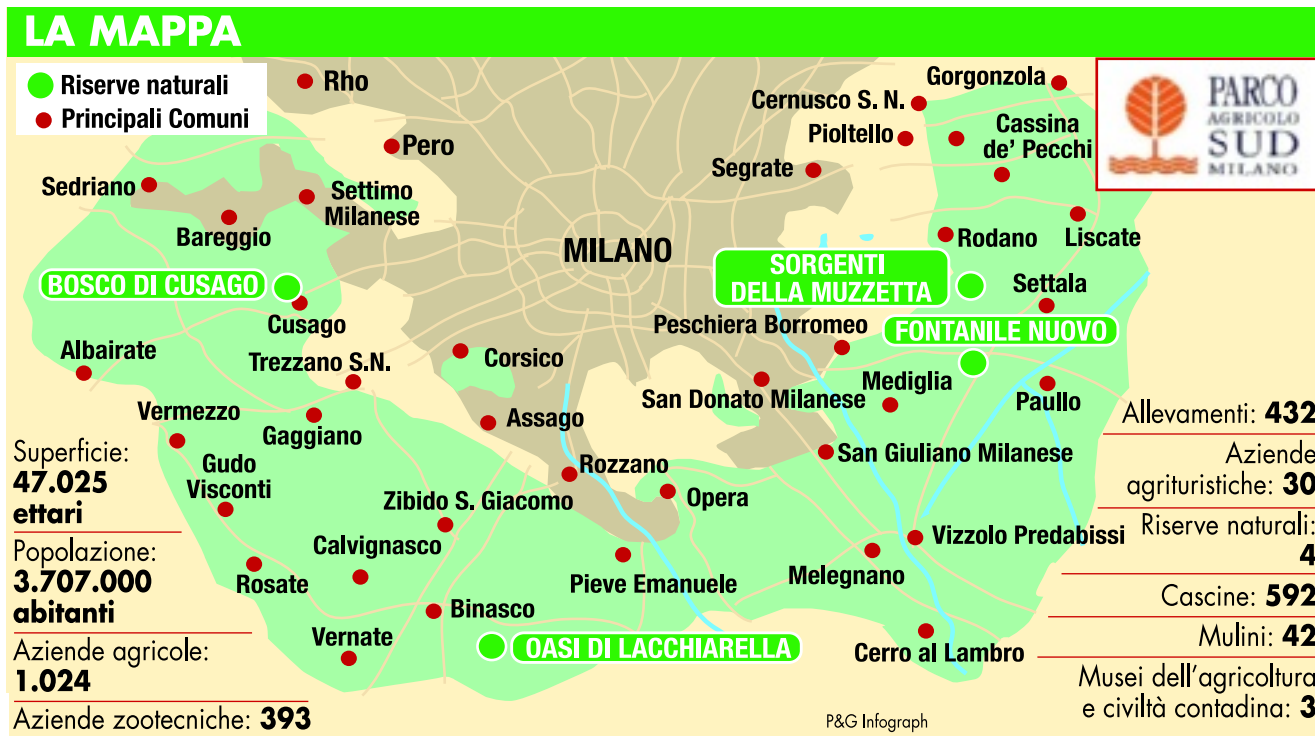 LA MAPPA
Riserve naturali
Principali Comuni
PARCO
AGRICOLO
SUD
MILANO
Rho
Pero
Gorgonzola
Cernusco S. N.
Pioltello
Cassina
de' Pecchi
Segrate
Sedriano
Settimo
Milanese
Bareggio
MILANO
Rodano
Liscate
BOSCO DI CUSAGO
SORGENTI
DELLA MUZZETTA
Settala
Cusago
Peschiera Borromeo
FONTANILE NUOVO
Albairate
Trezzano S.N.
Corsico
Mediglia
San Donato Milanese
Paullo
Vermezzo
Gaggiano
Assago
San Giuliano Milanese
Gudo
Visconti
Rozzano
Zibido S. Giacomo
Opera
Calvignasco
Vizzolo Predabissi
Rosate
Pieve Emanuele
Melegnano
Binasco
Vernate
OASI DI LACCHIARELLA
Cerro al Lambro
Superficie:
47.025
ettari
Popolazione:
3.707.000
abitanti
Aziende agricole:
1.024
Aziende zootecniche: 393
Allevamenti: 432
Aziende
agrituristiche: 30
Riserve naturali:
4
Cascine: 592
Mulini: 42
Musei dell'agricoltura
e civiltà contadina: 3
P&G Infograph